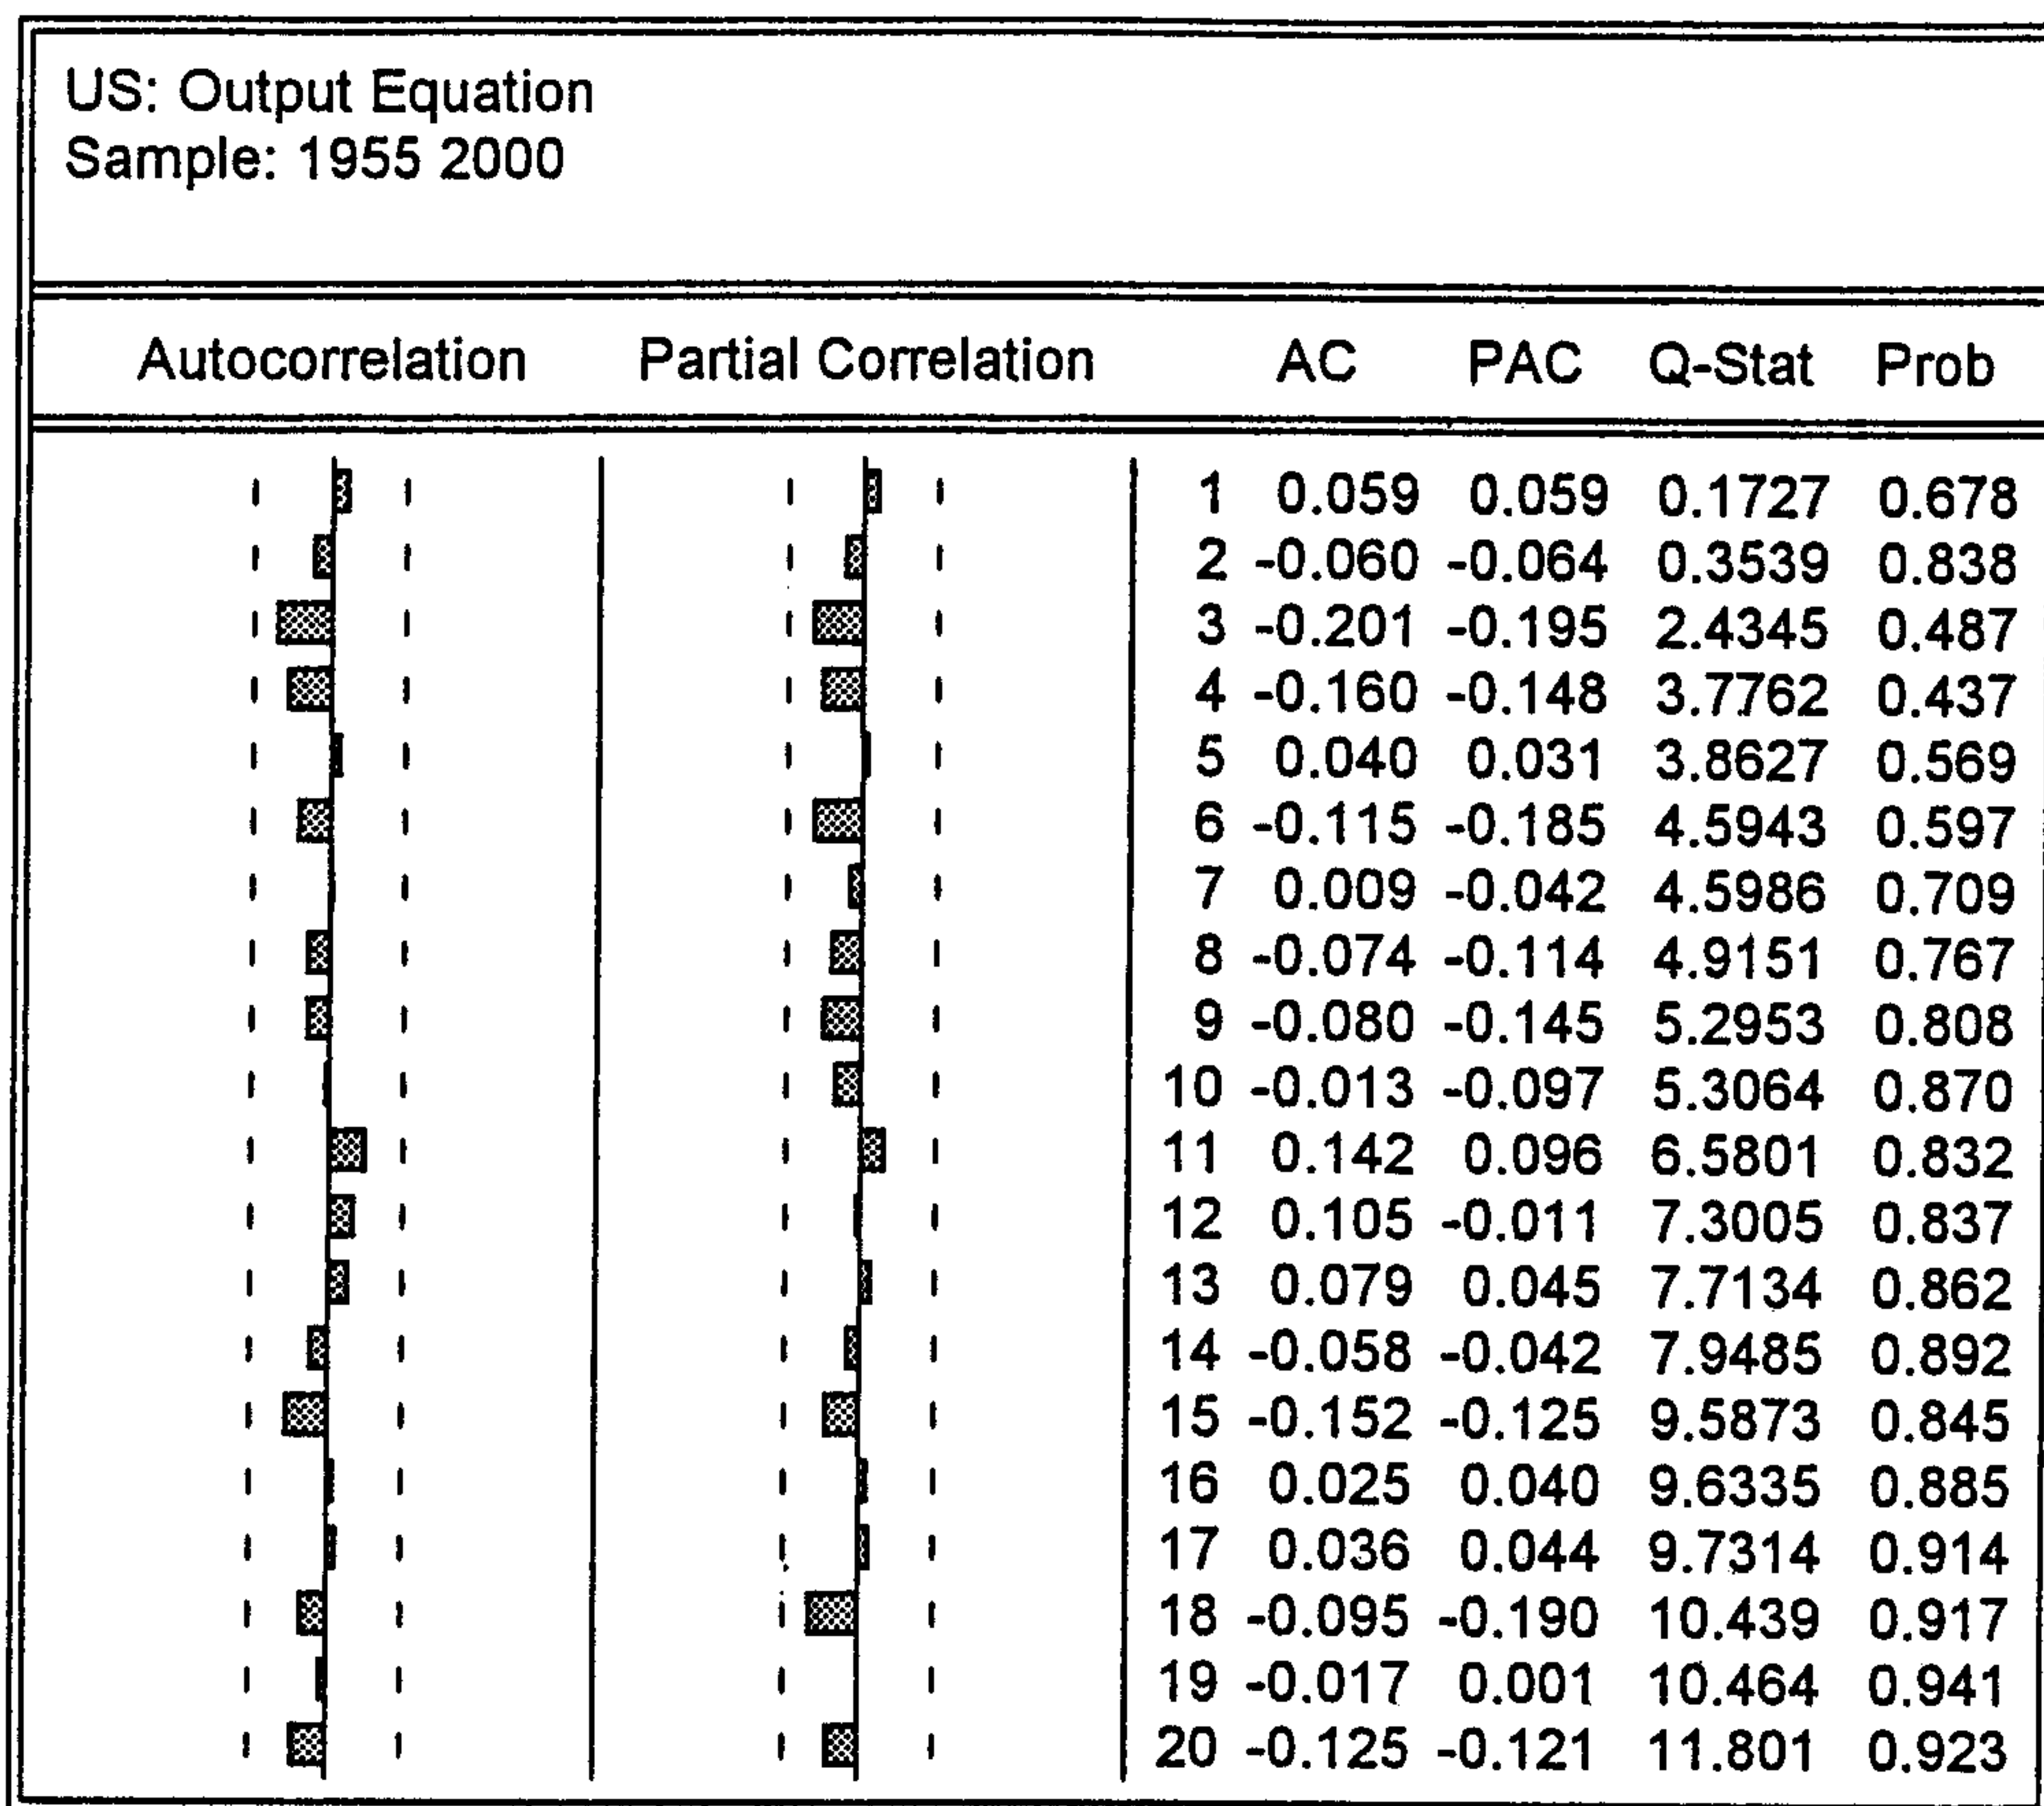 US: Output Equation
Sample: 1955 2000
Autocorrelation Partial Correlation AC PAC Q-Stat Prob
1 0.059 0.059 0.1727 0.678
2 -0.060 -0.064 0.3539 0.838
3 -0.201 -0.195 2.4345 0.487
4 -0.160 -0.148 3.7762 0.437
5 0.040 0.031 3.8627 0.569
6 -0.115 -0.185 4.5943 0.597
7 0.009 -0.042 4.5986 0.709
8 -0.074 -0.114 4.9151 0.767
9 -0.080 -0.145 5.2953 0.808
10 -0.013 -0.097 5.3064 0.870
11 0.142 0.096 6.5801 0.832
12 0.105 -0.011 7.3005 0.837
13 0.079 0.045 7.7134 0.862
14 -0.058 -0.042 7.9485 0.892
15 -0.152 -0.125 9.5873 0.845
16 0.025 0.040 9.6335 0.885
17 0.036 0.044 9.7314 0.914
18 -0.095 -0.190 10.439 0.917
19 -0.017 0.001 10.464 0.941
20 -0.125 -0.121 11.801 0.923